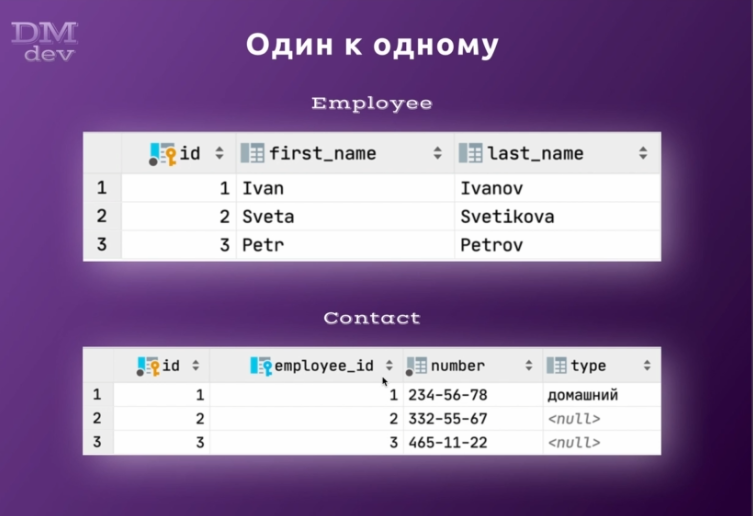 DM
dev
Один к одному
Employee
id first_name last_name
1 1 Ivan Ivanov
2 2 Sveta Svetikova
3 3 Petr Petrov
Contact
id employee_id number type
1 1 1 234-56-78 домашний
2 2 2 332-55-67 <null>
3 3 3 465-11-22 <null>